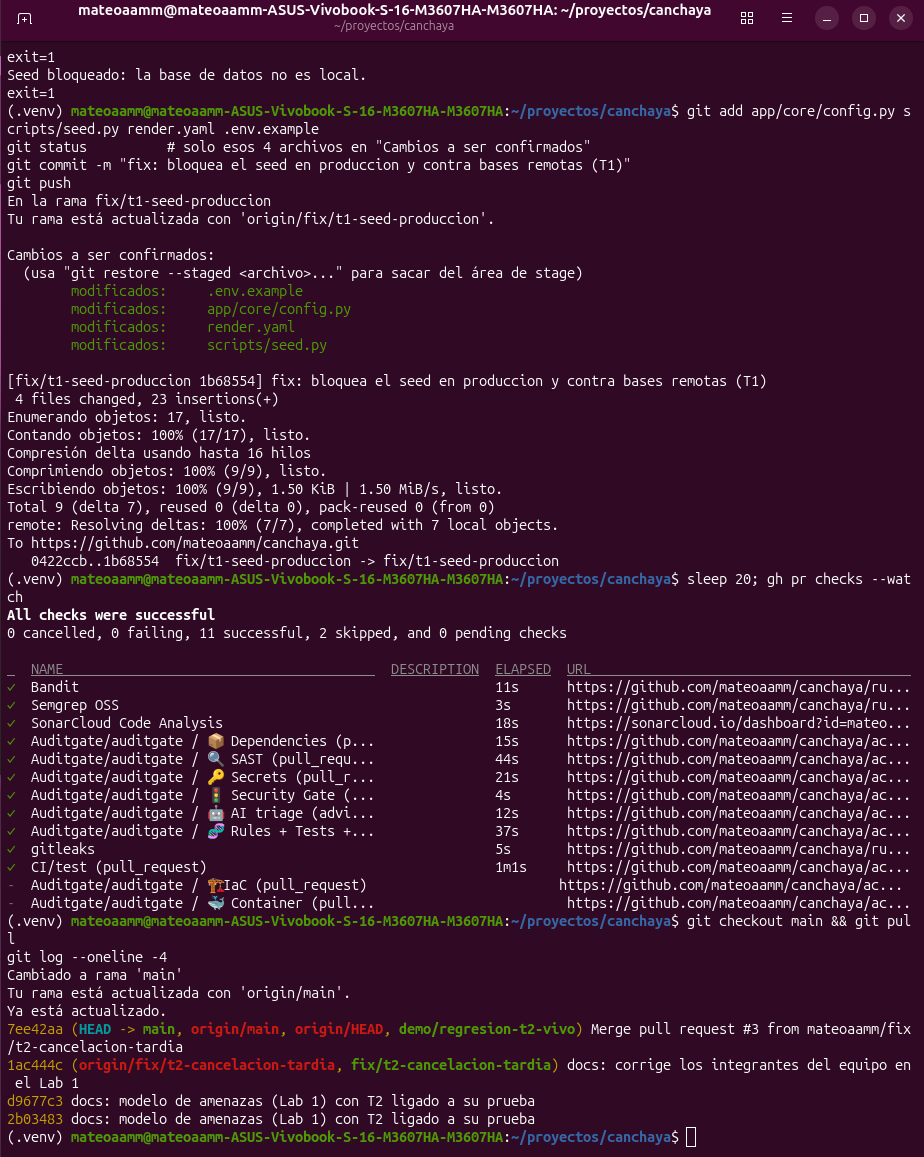 mateoaamm@mateoaamm-ASUS-Vivobook-S-16-M3607HA-M3607HA: ~/proyectos/canchaya
~/proyectos/canchaya
exit=1
Seed bloqueado: la base de datos no es local.
exit=1
(.venv) mateoaamm@mateoaamm-ASUS-Vivobook-S-16-M3607HA-M3607HA:~/proyectos/canchaya$ git add app/core/config.py s
cripts/seed.py render.yaml .env.example
git status          # solo esos 4 archivos en "Cambios a ser confirmados"
git commit -m "fix: bloquea el seed en produccion y contra bases remotas (T1)"
git push
En la rama fix/t1-seed-produccion
Tu rama está actualizada con 'origin/fix/t1-seed-produccion'.
Cambios a ser confirmados:
  (usa "git restore --staged <archivo>..." para sacar del área de stage)
        modificados:     .env.example
        modificados:     app/core/config.py
        modificados:     render.yaml
        modificados:     scripts/seed.py
[fix/t1-seed-produccion 1b68554] fix: bloquea el seed en produccion y contra bases remotas (T1)
 4 files changed, 23 insertions(+)
Enumerando objetos: 17, listo.
Contando objetos: 100% (17/17), listo.
Compresión delta usando hasta 16 hilos
Comprimiendo objetos: 100% (9/9), listo.
Escribiendo objetos: 100% (9/9), 1.50 KiB | 1.50 MiB/s, listo.
Total 9 (delta 7), reused 0 (delta 0), pack-reused 0 (from 0)
remote: Resolving deltas: 100% (7/7), completed with 7 local objects.
To https://github.com/mateoaamm/canchaya.git
   0422ccb..1b68554  fix/t1-seed-produccion -> fix/t1-seed-produccion
(.venv) mateoaamm@mateoaamm-ASUS-Vivobook-S-16-M3607HA-M3607HA:~/proyectos/canchaya$ sleep 20; gh pr checks --wat
ch
All checks were successful
0 cancelled, 0 failing, 11 successful, 2 skipped, and 0 pending checks
   NAME                                         DESCRIPTION  ELAPSED  URL
✓  Bandit                                                    11s      https://github.com/mateoaamm/canchaya/ru...
✓  Semgrep OSS                                               3s       https://github.com/mateoaamm/canchaya/ru...
✓  SonarCloud Code Analysis                                  18s      https://sonarcloud.io/dashboard?id=mateo...
✓  Auditgate/auditgate / 📦 Dependencies (p...               15s      https://github.com/mateoaamm/canchaya/ac...
✓  Auditgate/auditgate / 🔍 SAST (pull_requ...               44s      https://github.com/mateoaamm/canchaya/ac...
✓  Auditgate/auditgate / 🔑 Secrets (pull_r...               21s      https://github.com/mateoaamm/canchaya/ac...
✓  Auditgate/auditgate / 🚦 Security Gate (...               4s       https://github.com/mateoaamm/canchaya/ac...
✓  Auditgate/auditgate / 🤖 AI triage (advi...               12s      https://github.com/mateoaamm/canchaya/ac...
✓  Auditgate/auditgate / 🧬 Rules + Tests +...               37s      https://github.com/mateoaamm/canchaya/ac...
✓  gitleaks                                                  5s       https://github.com/mateoaamm/canchaya/ru...
✓  CI/test (pull_request)                                    1m1s     https://github.com/mateoaamm/canchaya/ac...
-  Auditgate/auditgate / 🏗️IaC (pull_request)                         https://github.com/mateoaamm/canchaya/ac...
-  Auditgate/auditgate / 🐳 Container (pull...                        https://github.com/mateoaamm/canchaya/ac...
(.venv) mateoaamm@mateoaamm-ASUS-Vivobook-S-16-M3607HA-M3607HA:~/proyectos/canchaya$ git checkout main && git pul
l
git log --oneline -4
Cambiado a rama 'main'
Tu rama está actualizada con 'origin/main'.
Ya está actualizado.
7ee42aa (HEAD -> main, origin/main, origin/HEAD, demo/regresion-t2-vivo) Merge pull request #3 from mateoaamm/fix
/t2-cancelacion-tardia
1ac444c (origin/fix/t2-cancelacion-tardia, fix/t2-cancelacion-tardia) docs: corrige los integrantes del equipo en
 el Lab 1
d9677c3 docs: modelo de amenazas (Lab 1) con T2 ligado a su prueba
2b03483 docs: modelo de amenazas (Lab 1) con T2 ligado a su prueba
(.venv) mateoaamm@mateoaamm-ASUS-Vivobook-S-16-M3607HA-M3607HA:~/proyectos/canchaya$